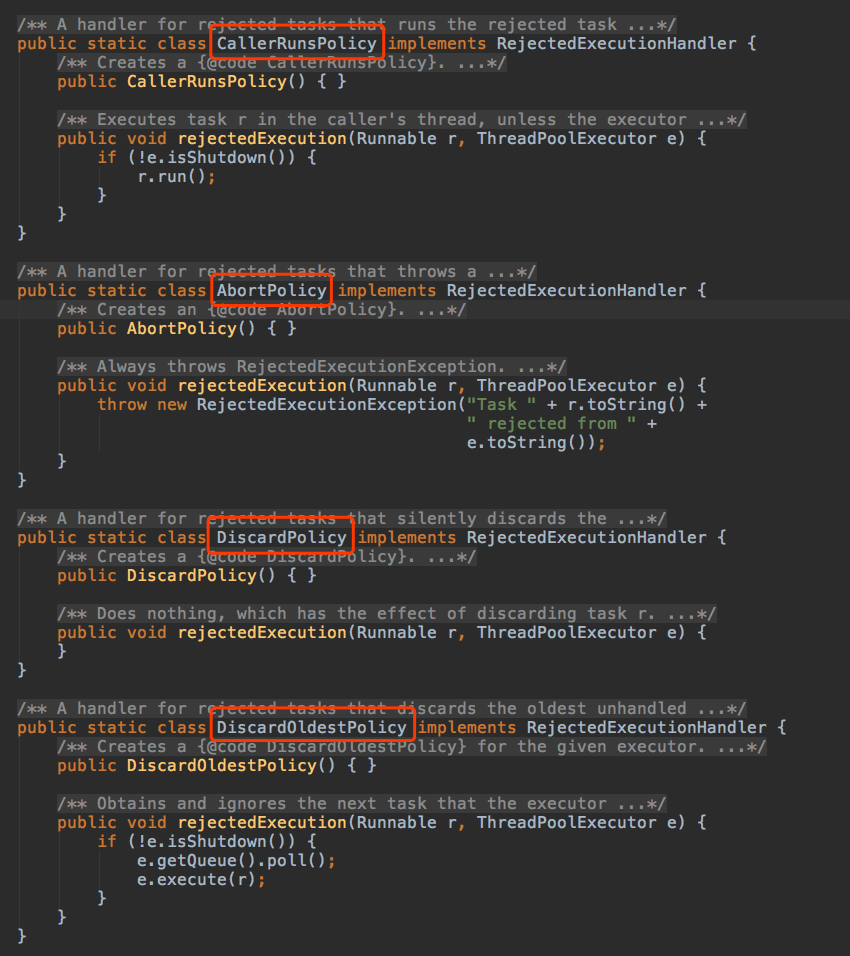 /** A handler for rejected tasks that runs the rejected task ...*/
public static class CallerRunsPolicy implements RejectedExecutionHandler {
    /** Creates a {@code CallerRunsPolicy}. ...*/
    public CallerRunsPolicy() { }

    /** Executes task r in the caller's thread, unless the executor ...*/
    public void rejectedExecution(Runnable r, ThreadPoolExecutor e) {
        if (!e.isShutdown()) {
            r.run();
        }
    }
}

/** A handler for rejected tasks that throws a ...*/
public static class AbortPolicy implements RejectedExecutionHandler {
    /** Creates an {@code AbortPolicy}. ...*/
    public AbortPolicy() { }

    /** Always throws RejectedExecutionException. ...*/
    public void rejectedExecution(Runnable r, ThreadPoolExecutor e) {
        throw new RejectedExecutionException("Task " + r.toString() +
                                             " rejected from " +
                                             e.toString());
    }
}

/** A handler for rejected tasks that silently discards the ...*/
public static class DiscardPolicy implements RejectedExecutionHandler {
    /** Creates a {@code DiscardPolicy}. ...*/
    public DiscardPolicy() { }

    /** Does nothing, which has the effect of discarding task r. ...*/
    public void rejectedExecution(Runnable r, ThreadPoolExecutor e) {
    }
}

/** A handler for rejected tasks that discards the oldest unhandled ...*/
public static class DiscardOldestPolicy implements RejectedExecutionHandler {
    /** Creates a {@code DiscardOldestPolicy} for the given executor. ...*/
    public DiscardOldestPolicy() { }

    /** Obtains and ignores the next task that the executor ...*/
    public void rejectedExecution(Runnable r, ThreadPoolExecutor e) {
        if (!e.isShutdown()) {
            e.getQueue().poll();
            e.execute(r);
        }
    }
}